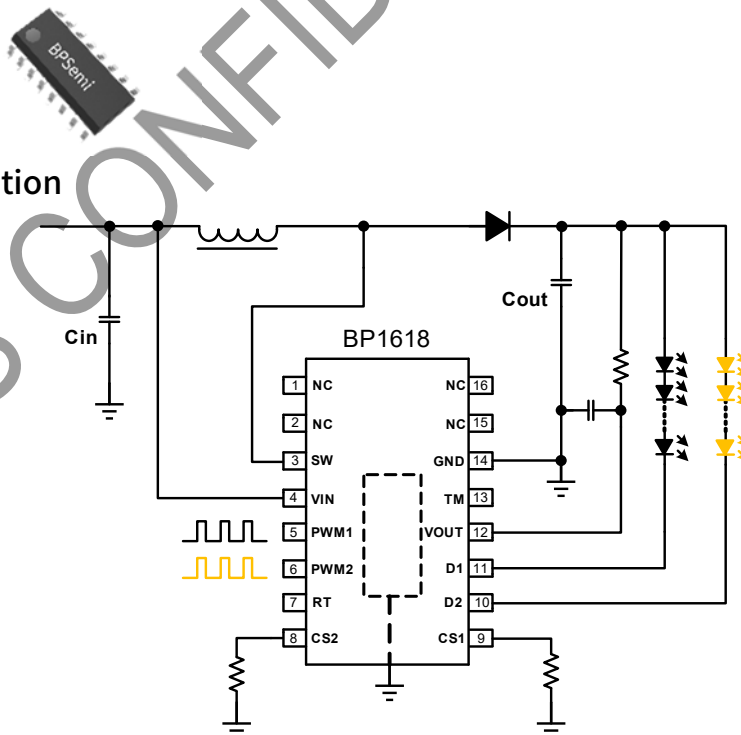 BPSemi
CONFID
tion
Cin
Cout
BP1618
1 NC
NC 16
2 NC
NC 15
3 SW
GND 14
4 VIN
TM 13
5 PWM1
VOUT 12
6 PWM2
D1 11
7 RT
D2 10
8 CS2
CS1 9